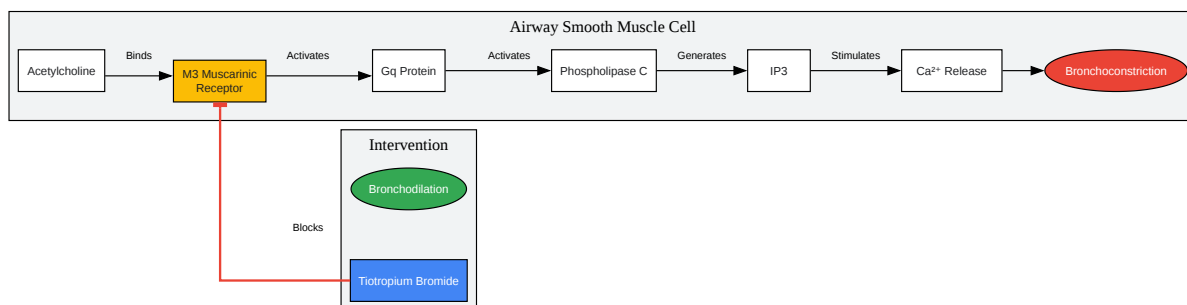 Airway Smooth Muscle Cell
Acetylcholine
Binds
M3 Muscarinic
Receptor
Activates
Gq Protein
Activates
Phospholipase C
Generates
IP3
Stimulates
Ca²⁺ Release
Bronchoconstriction
Intervention
Bronchodilation
Blocks
Tiotropium Bromide